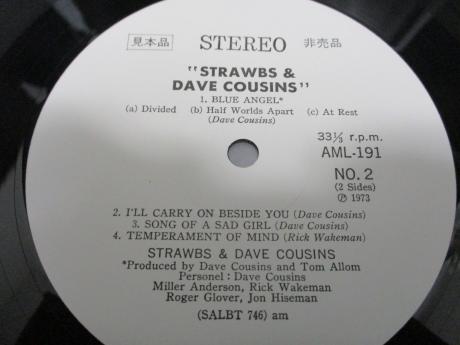 見本品 STEREO 非売品
"STRAWBS &
DAVE COUSINS"
1. BLUE ANGEL*
(a) Divided (b) Half Worlds Apart (c) At Rest
(Dave Cousins)
33⅓ r.p.m.
AML-191
NO. 2
(2 Sides)
Ⓟ 1973
2. I'LL CARRY ON BESIDE YOU (Dave Cousins)
3. SONG OF A SAD GIRL (Dave Cousins)
4. TEMPERAMENT OF MIND (Rick Wakeman)
STRAWBS & DAVE COUSINS
*Produced by Dave Cousins and Tom Allom
Personel : Dave Cousins
Miller Anderson, Rick Wakeman
Roger Glover, Jon Hiseman
(SALBT 746) am